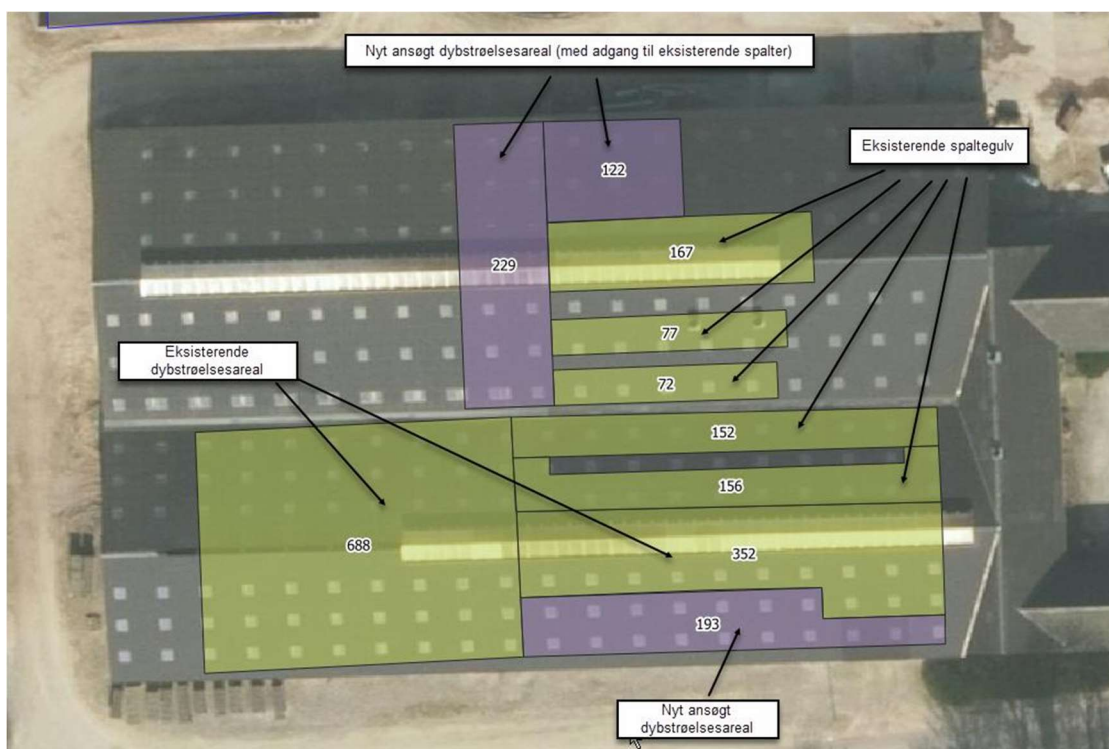 Nyt ansøgt dybstrøelsesareal (med adgang til eksisterende spalter)
Eksisterende spaltegulv
122
167
229
77
Eksisterende
dybstrøelsesareal
72
152
156
688
352
193
Nyt ansøgt
dybstrøelsesareal